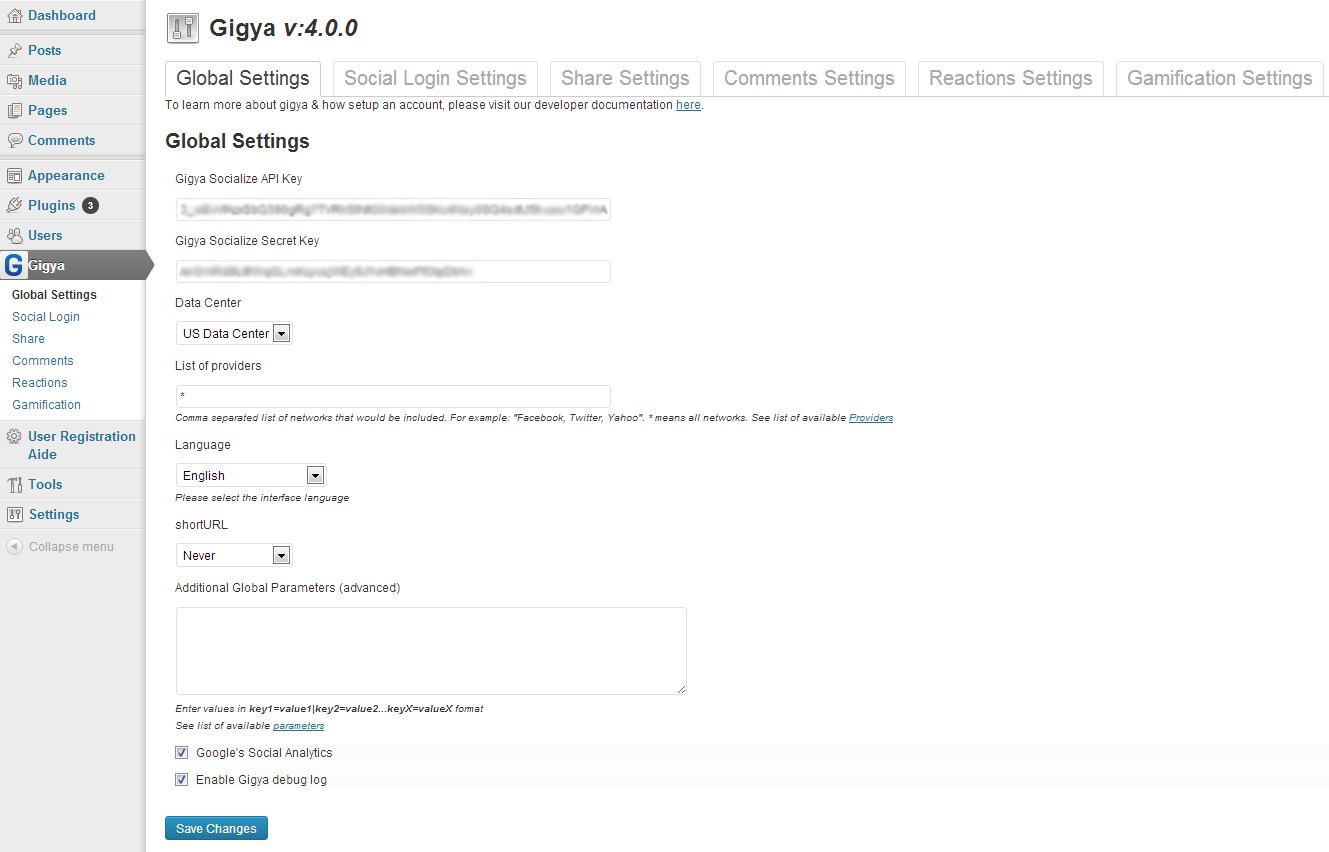 Dashboard
Posts
Media
Pages
Comments
Appearance
Plugins 3
Users
G Gigya
Global Settings
Social Login
Share
Comments
Reactions
Gamification
User Registration
Aide
Tools
Settings
Collapse menu
Gigya v:4.0.0
Global Settings Social Login Settings Share Settings Comments Settings Reactions Settings Gamification Settings
To learn more about gigya & how setup an account, please visit our developer documentation here.
Global Settings
Gigya Socialize API Key
Gigya Socialize Secret Key
Data Center
US Data Center
List of providers
*
Comma separated list of networks that would be included. For example: "Facebook, Twitter, Yahoo". * means all networks. See list of available Providers
Language
English
Please select the interface language
shortURL
Never
Additional Global Parameters (advanced)
Enter values in key1=value1|key2=value2...keyX=valueX format
See list of available parameters
Google's Social Analytics
Enable Gigya debug log
Save Changes